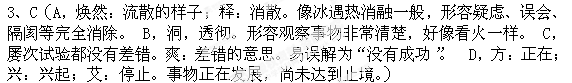 3、C（A，焕然：流散的样子；释：消散。像冰遇热消融一般，形容疑虑、误会、
隔阂等完全消除。 B，洞，透彻。形容观察事物非常清楚，好像看火一样。 C，
屡次试验都没有差错。爽：差错的意思。易误解为“没有成功”。 D，方：正在；
兴：兴起；艾：停止。事物正在发展，尚未达到止境。）